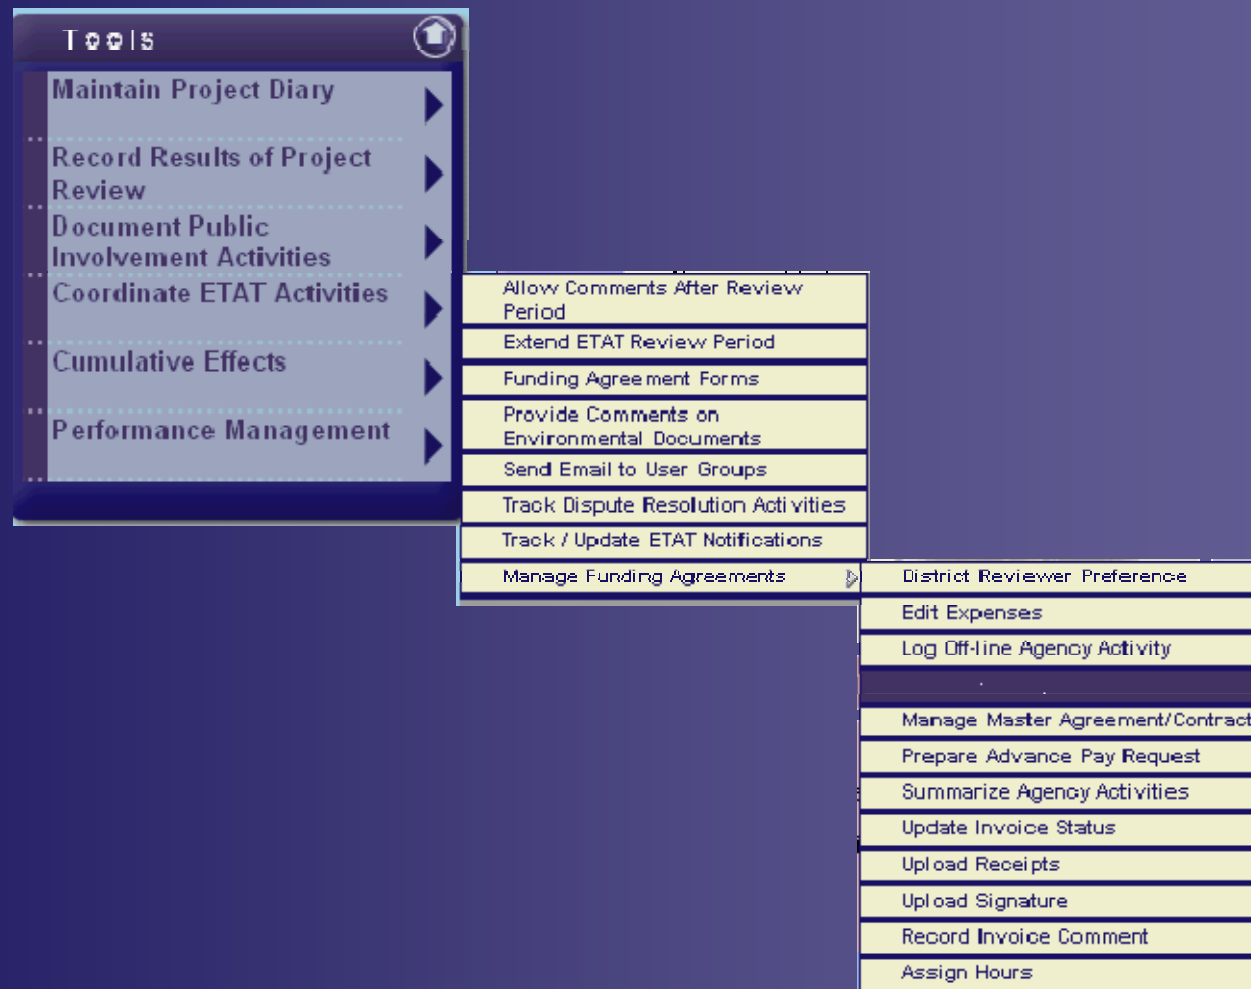 Tools
Maintain Project Diary
Record Results of Project
Review
Document Public
Involvement Activities
Coordinate ETAT Activities
Cumulative Effects
Performance Management
Allow Comments After Review
Period
Extend ETAT Review Period
Funding Agreement Forms
Provide Comments on
Environmental Documents
Send Email to User Groups
Track Dispute Resolution Activities
Track / Update ETAT Notifications
Manage Funding Agreements
District Reviewer Preference
Edit Expenses
Log Off-line Agency Activity
Manage Master Agreement/Contract
Prepare Advance Pay Request
Summarize Agency Activities
Update Invoice Status
Upload Receipts
Upload Signature
Record Invoice Comment
Assign Hours